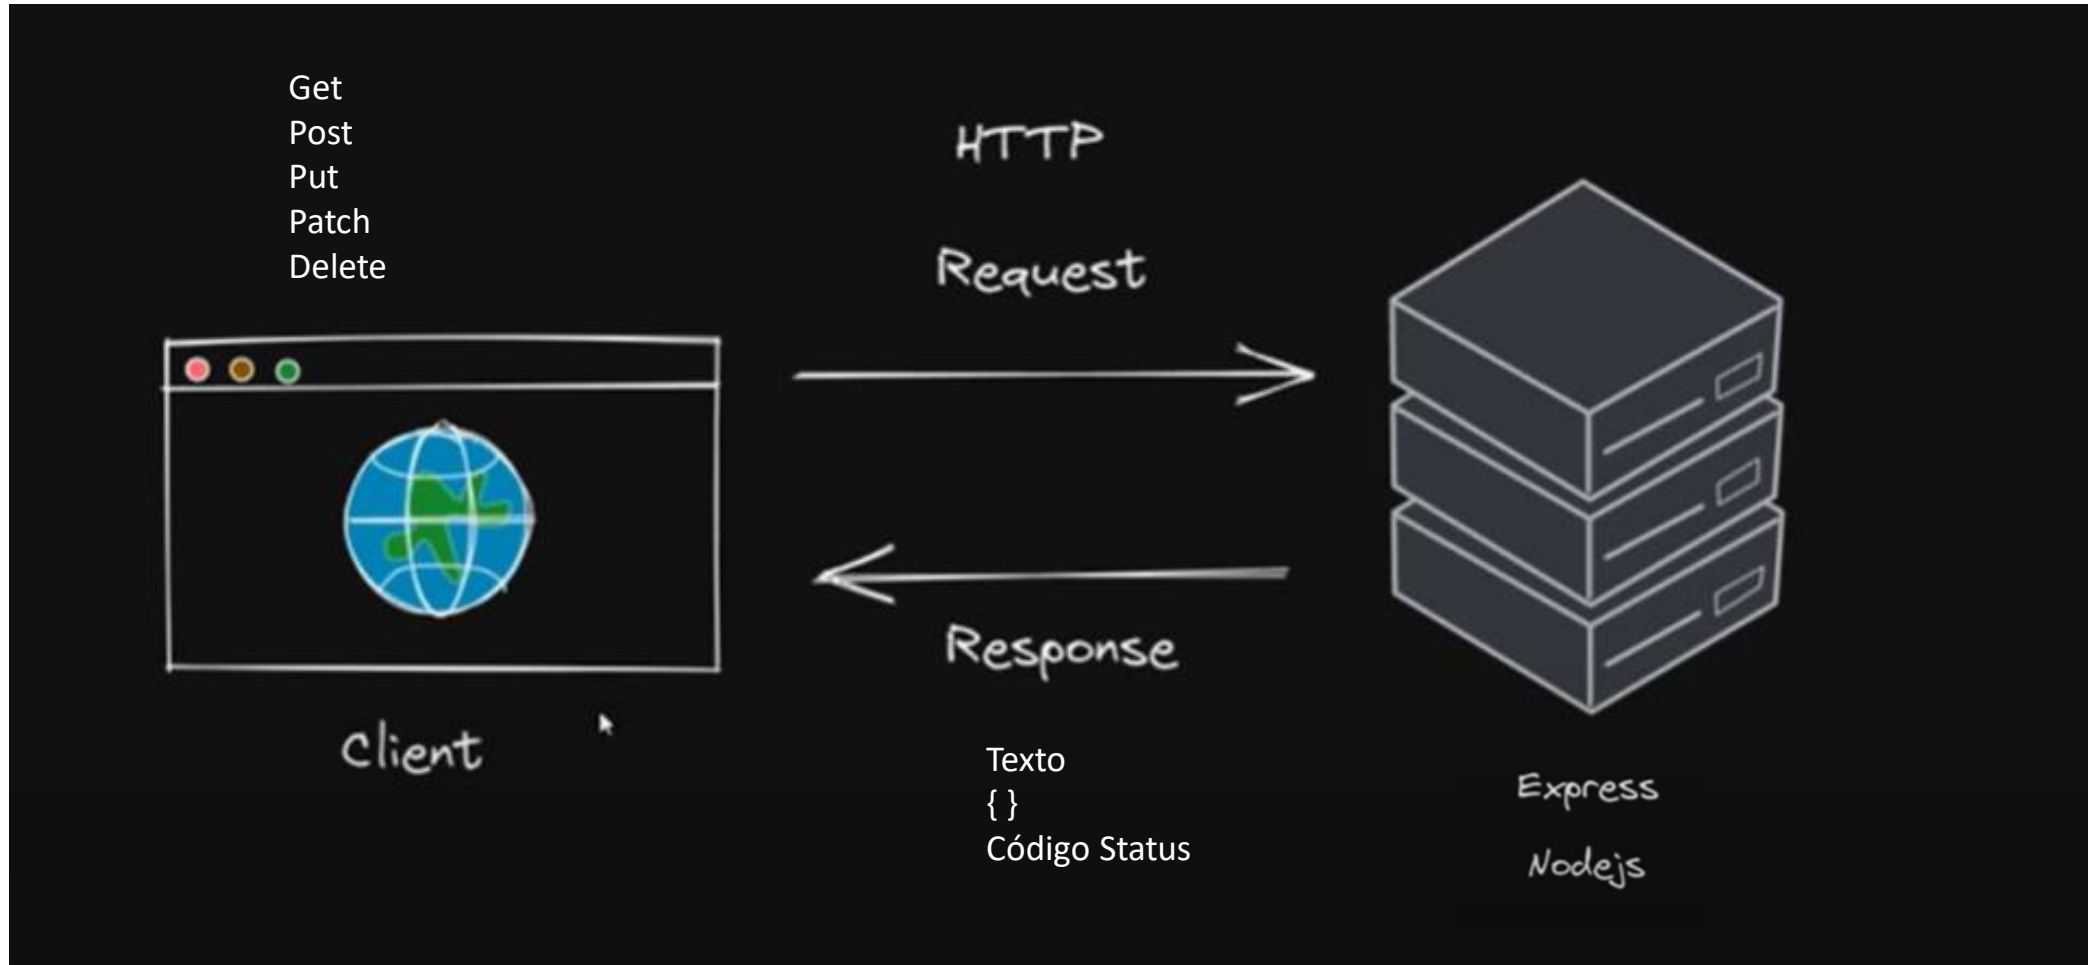 Get
Post
Put
Patch
Delete
HTTP
Request
Response
Client
Texto
{ }
Código Status
Express
Nodejs